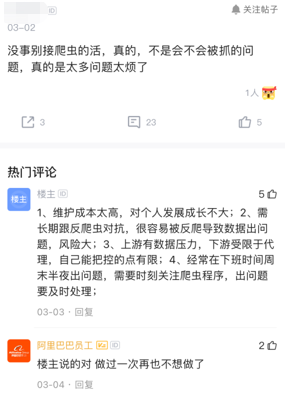 关注帖子
03-02
没事别接爬虫的活，真的，不是会不会被抓的问
题，真的是太多问题太烦了
1人
3
23
5
热门评论
楼主
楼主
5
1、维护成本太高，对个人发展成长不大；2、需
长期跟反爬虫对抗，很容易被反爬导致数据出问
题，风险大；3、上游有数据压力，下游受限于代
理，自己能把控的点有限；4、经常在下班时间周
末半夜出问题，需要时刻关注爬虫程序，出问题
要及时处理；
03-03 · 回复
阿里巴巴员工
2
楼主说的对 做过一次再也不想做了
03-04 · 回复